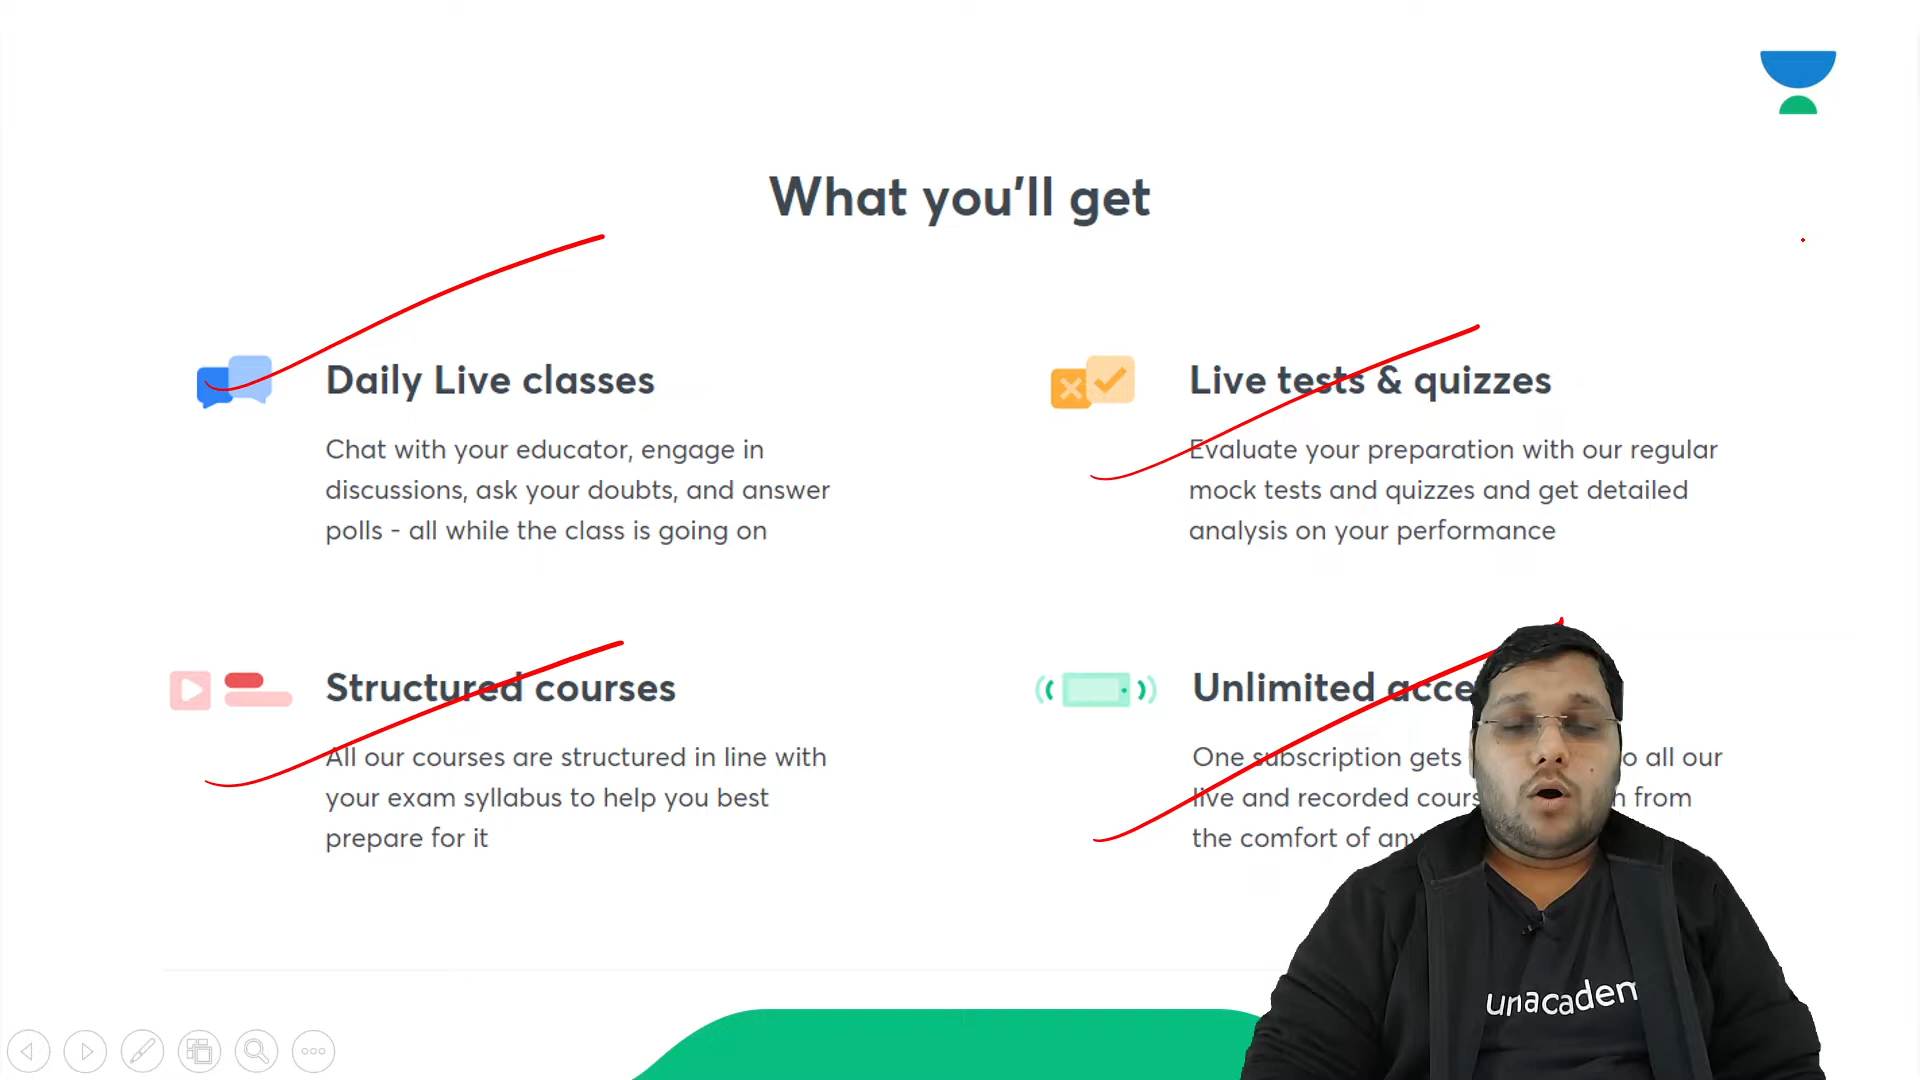 What you'll get
Daily Live classes
Chat with your educator, engage in
discussions, ask your doubts, and answer
polls - all while the class is going on
Live tests & quizzes
Evaluate your preparation with our regular
mock tests and quizzes and get detailed
analysis on your performance
Structured courses
All our courses are structured in line with
your exam syllabus to help you best
prepare for it
Unlimited
One subscription gets all our
live and recorded from
the comfort of